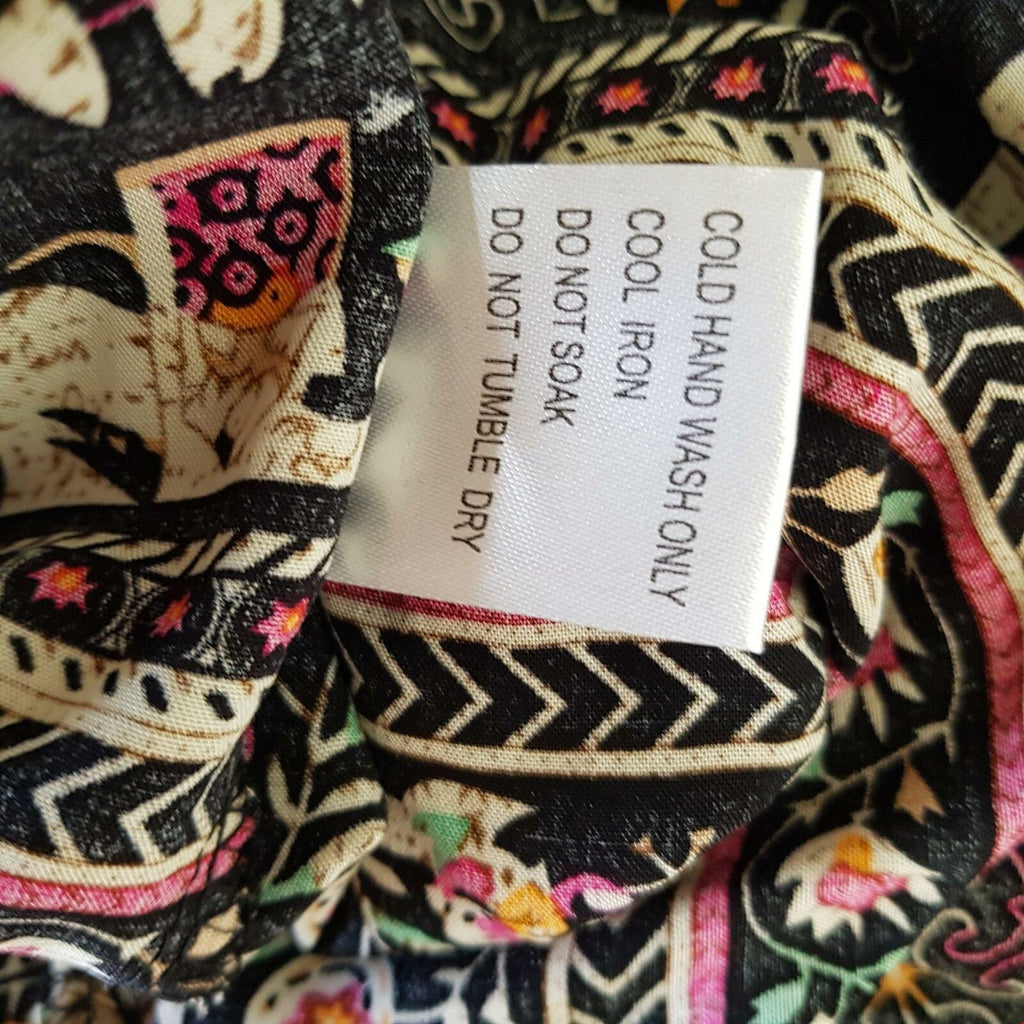 COLD HAND WASH ONLY
COOL IRON
DO NOT SOAK
DO NOT TUMBLE DRY